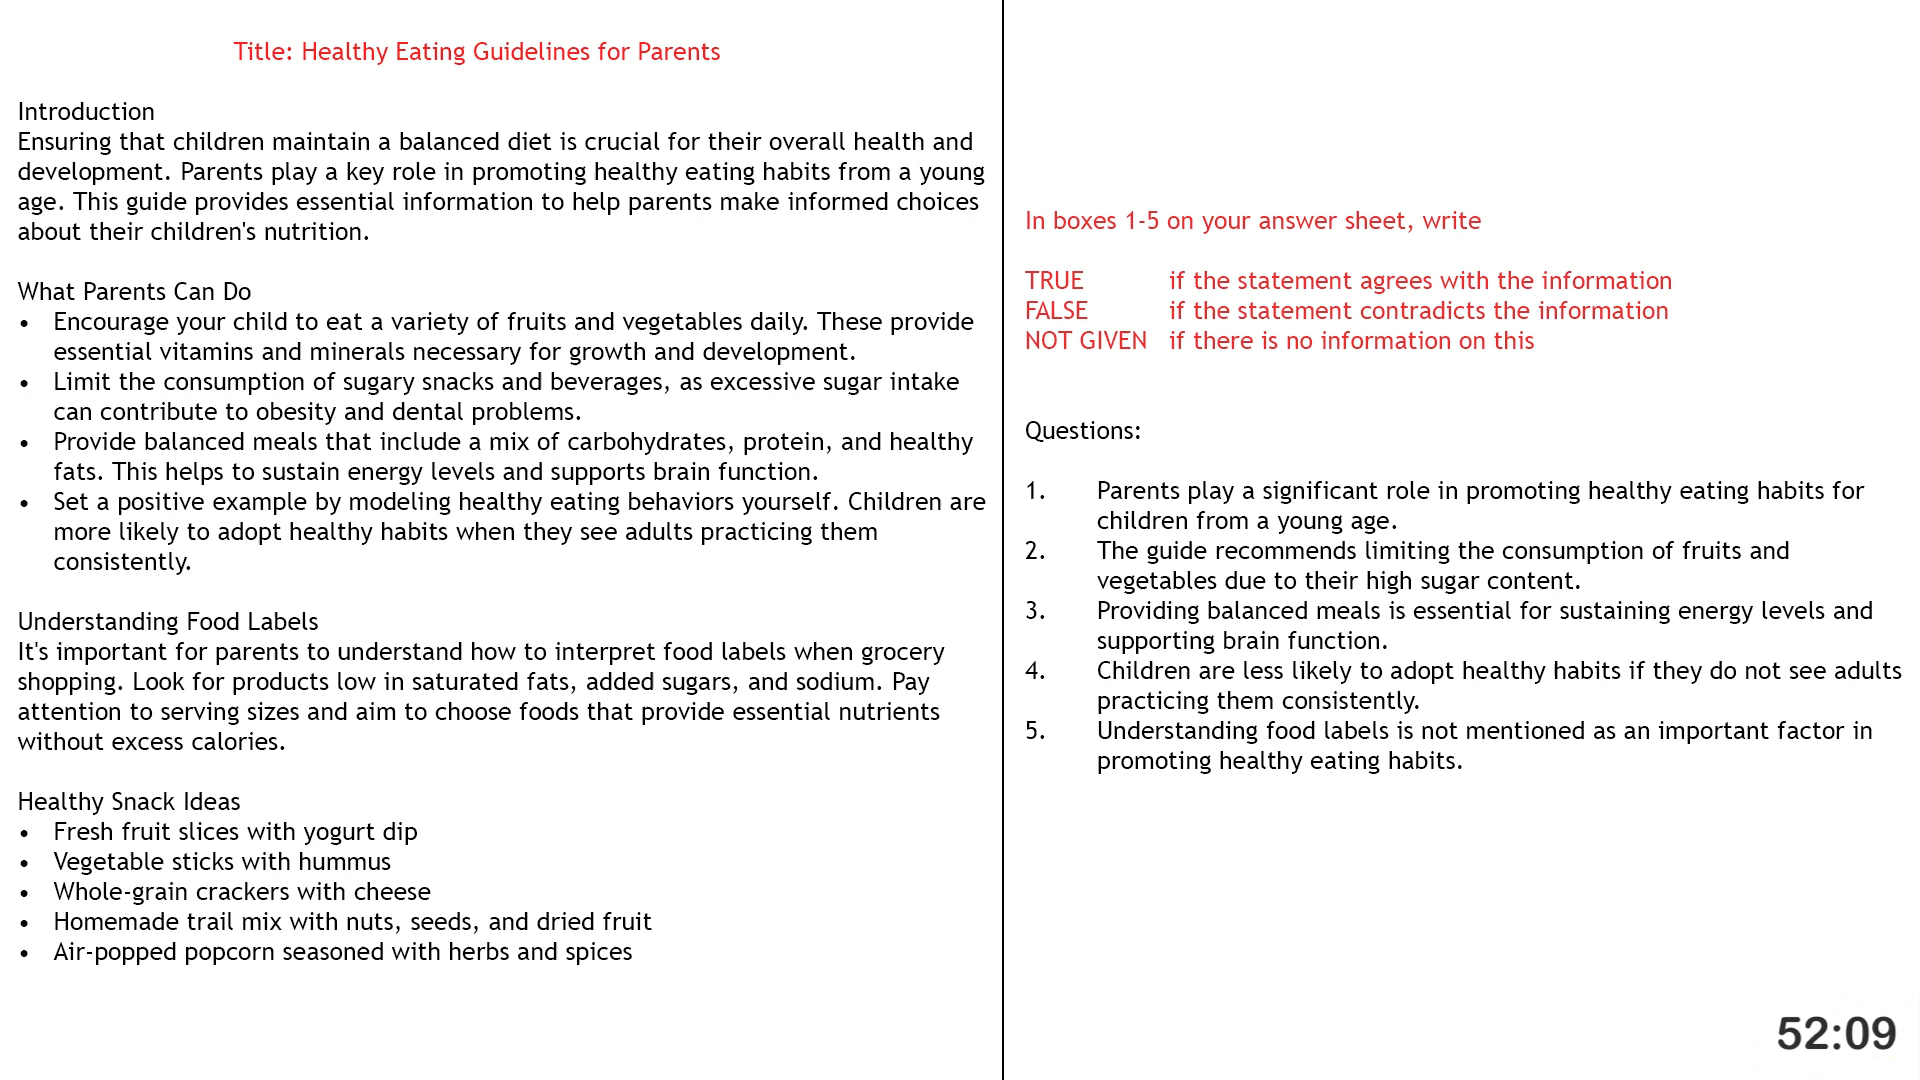 Title: Healthy Eating Guidelines for Parents
Introduction
Ensuring that children maintain a balanced diet is crucial for their overall health and
development. Parents play a key role in promoting healthy eating habits from a young
age. This guide provides essential information to help parents make informed choices
about their children's nutrition.
What Parents Can Do
• Encourage your child to eat a variety of fruits and vegetables daily. These provide
essential vitamins and minerals necessary for growth and development.
• Limit the consumption of sugary snacks and beverages, as excessive sugar intake
can contribute to obesity and dental problems.
• Provide balanced meals that include a mix of carbohydrates, protein, and healthy
fats. This helps to sustain energy levels and supports brain function.
• Set a positive example by modeling healthy eating behaviors yourself. Children are
more likely to adopt healthy habits when they see adults practicing them
consistently.
Understanding Food Labels
It's important for parents to understand how to interpret food labels when grocery
shopping. Look for products low in saturated fats, added sugars, and sodium. Pay
attention to serving sizes and aim to choose foods that provide essential nutrients
without excess calories.
Healthy Snack Ideas
• Fresh fruit slices with yogurt dip
• Vegetable sticks with hummus
• Whole-grain crackers with cheese
• Homemade trail mix with nuts, seeds, and dried fruit
• Air-popped popcorn seasoned with herbs and spices
In boxes 1-5 on your answer sheet, write
TRUE if the statement agrees with the information
FALSE if the statement contradicts the information
NOT GIVEN if there is no information on this
Questions:
1. Parents play a significant role in promoting healthy eating habits for
children from a young age.
2. The guide recommends limiting the consumption of fruits and
vegetables due to their high sugar content.
3. Providing balanced meals is essential for sustaining energy levels and
supporting brain function.
4. Children are less likely to adopt healthy habits if they do not see adults
practicing them consistently.
5. Understanding food labels is not mentioned as an important factor in
promoting healthy eating habits.
52:09